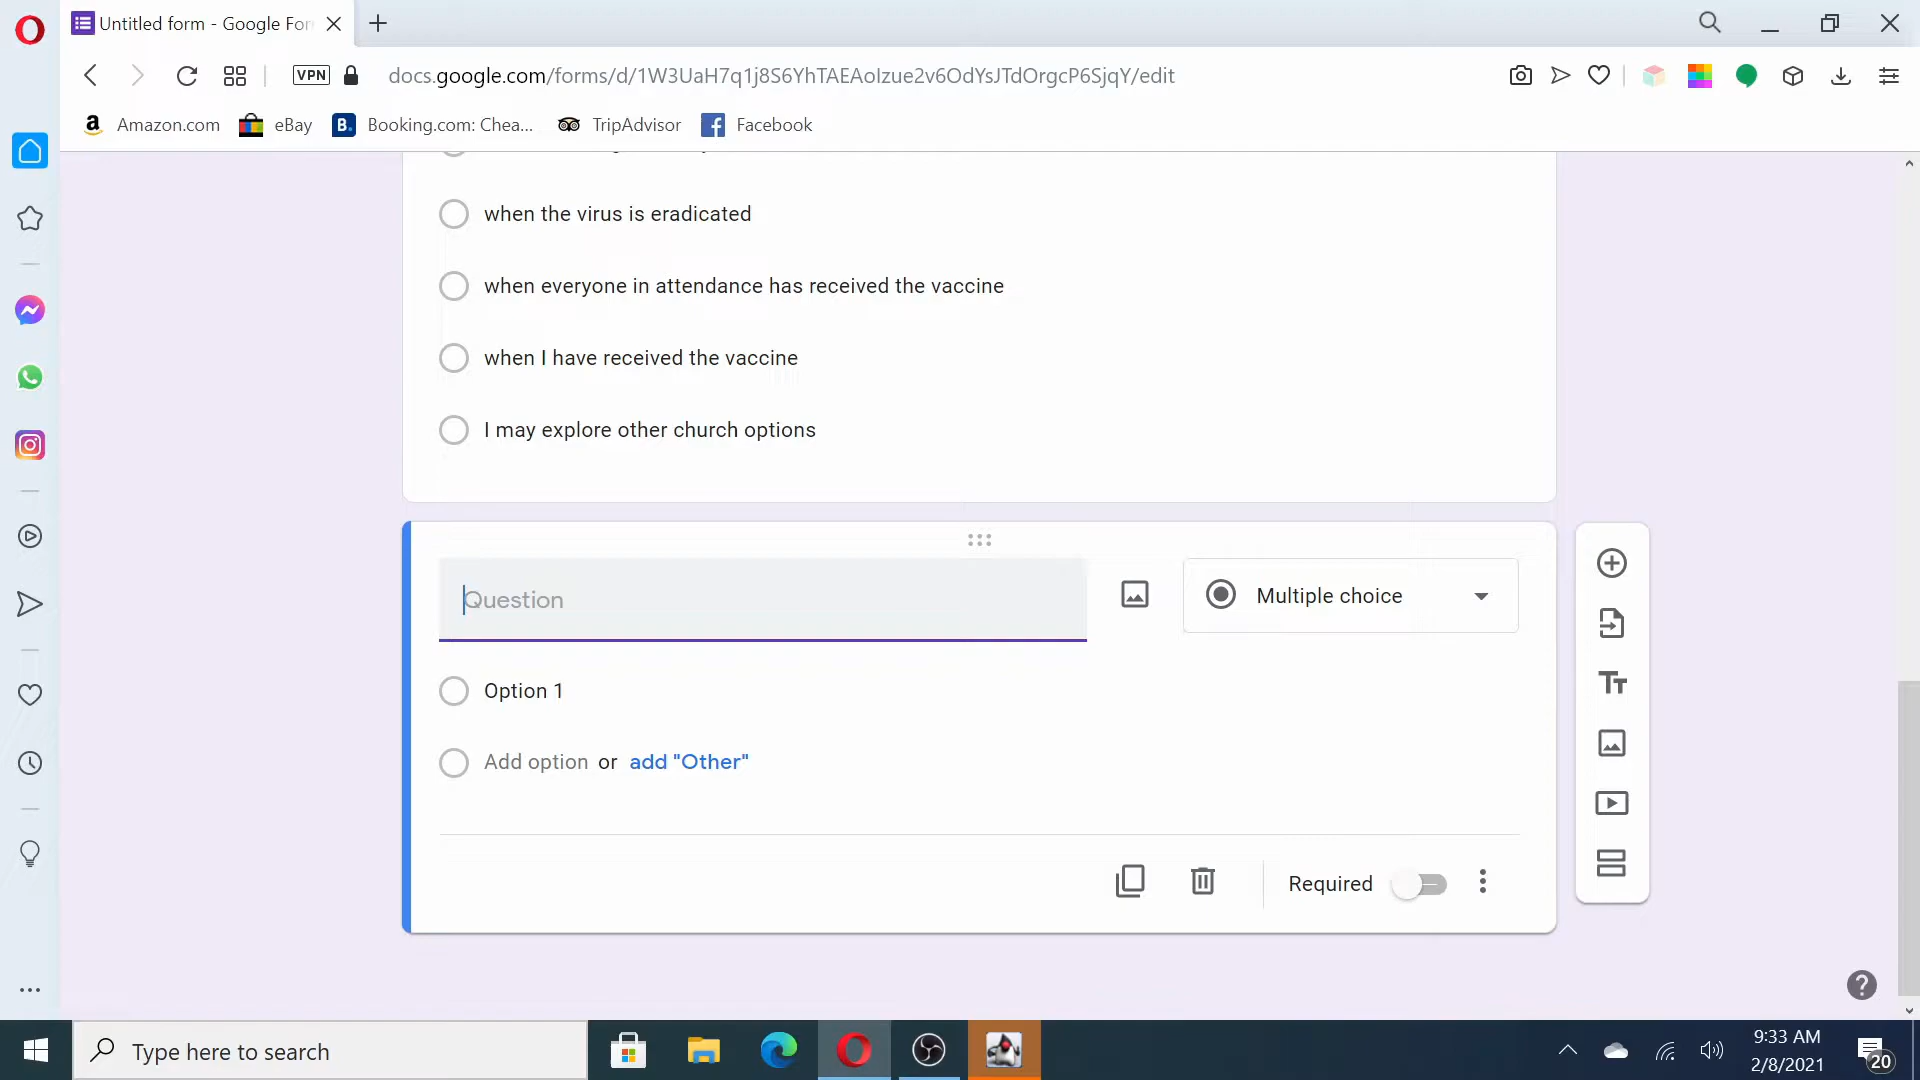 Untitled form - Google For
VPN
docs.google.com/forms/d/1W3UaH7q1j8S6YhTAEAoIzue2v6OdYsJTdOrgcP6SjqY/edit
Amazon.com
eBay
B.
Booking.com: Chea...
TripAdvisor
Facebook
when the virus is eradicated
when everyone in attendance has received the vaccine
when I have received the vaccine
I may explore other church options
Question
Multiple choice
Option 1
Add option or add "Other"
Required
Type here to search
9:33 AM
2/8/2021
20